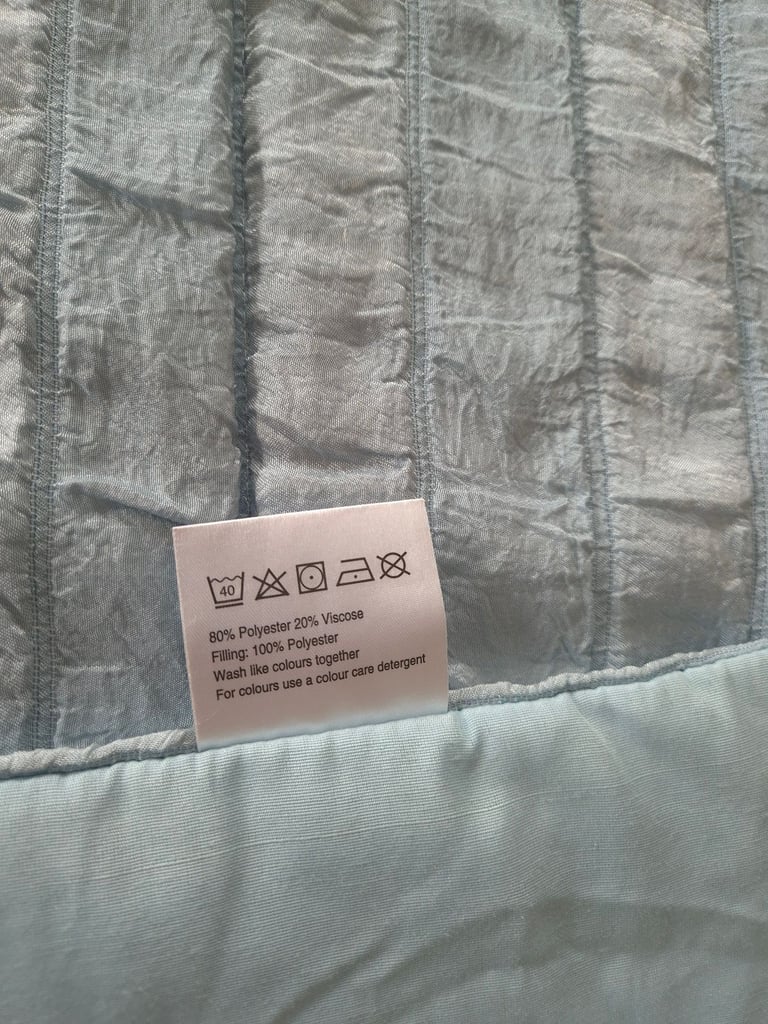 40
80% Polyester 20% Viscose
Filling: 100% Polyester
Wash like colours together
For colours use a colour care detergent